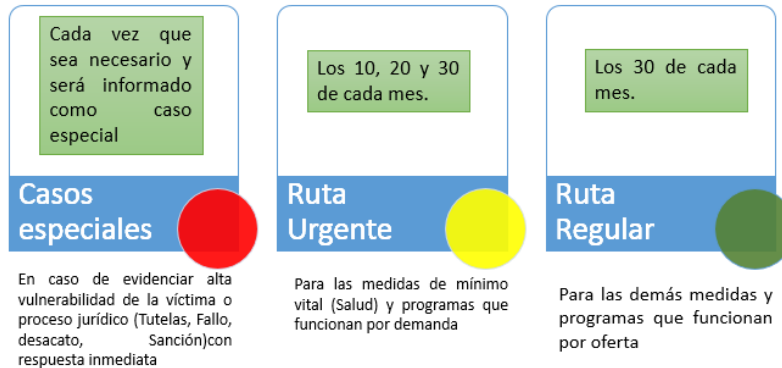 Cada vez que
sea necesario y
será informado
como caso
especial
Casos
especiales
En caso de evidenciar alta
vulnerabilidad de la víctima o
proceso jurídico (Tutelas, Fallo,
desacato, Sanción)con
respuesta inmediata
Los 10, 20 y 30
de cada mes.
Ruta
Urgente
Para las medidas de mínimo
vital (Salud) y programas que
funcionan por demanda
Los 30 de cada
mes.
Ruta
Regular
Para las demás medidas y
programas que funcionan
por oferta